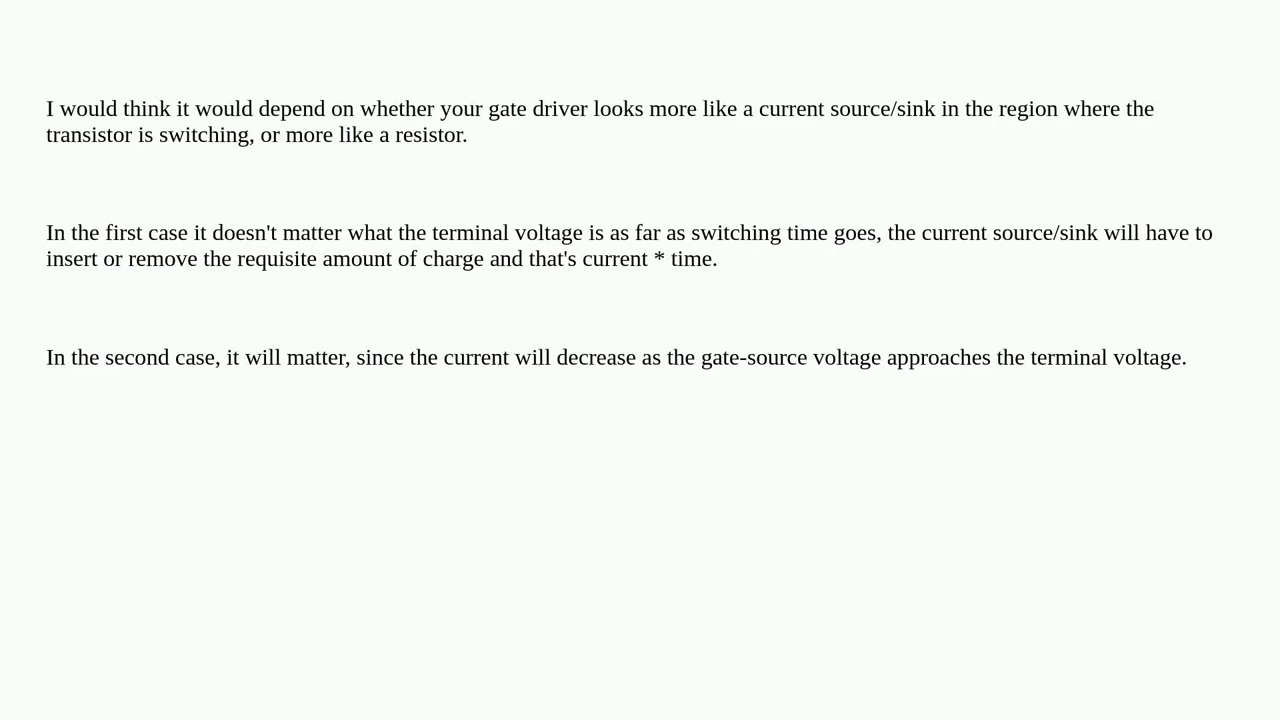 I would think it would depend on whether your gate driver looks more like a current source/sink in the region where the
transistor is switching, or more like a resistor.
In the first case it doesn't matter what the terminal voltage is as far as switching time goes, the current source/sink will have to
insert or remove the requisite amount of charge and that's current * time.
In the second case, it will matter, since the current will decrease as the gate-source voltage approaches the terminal voltage.